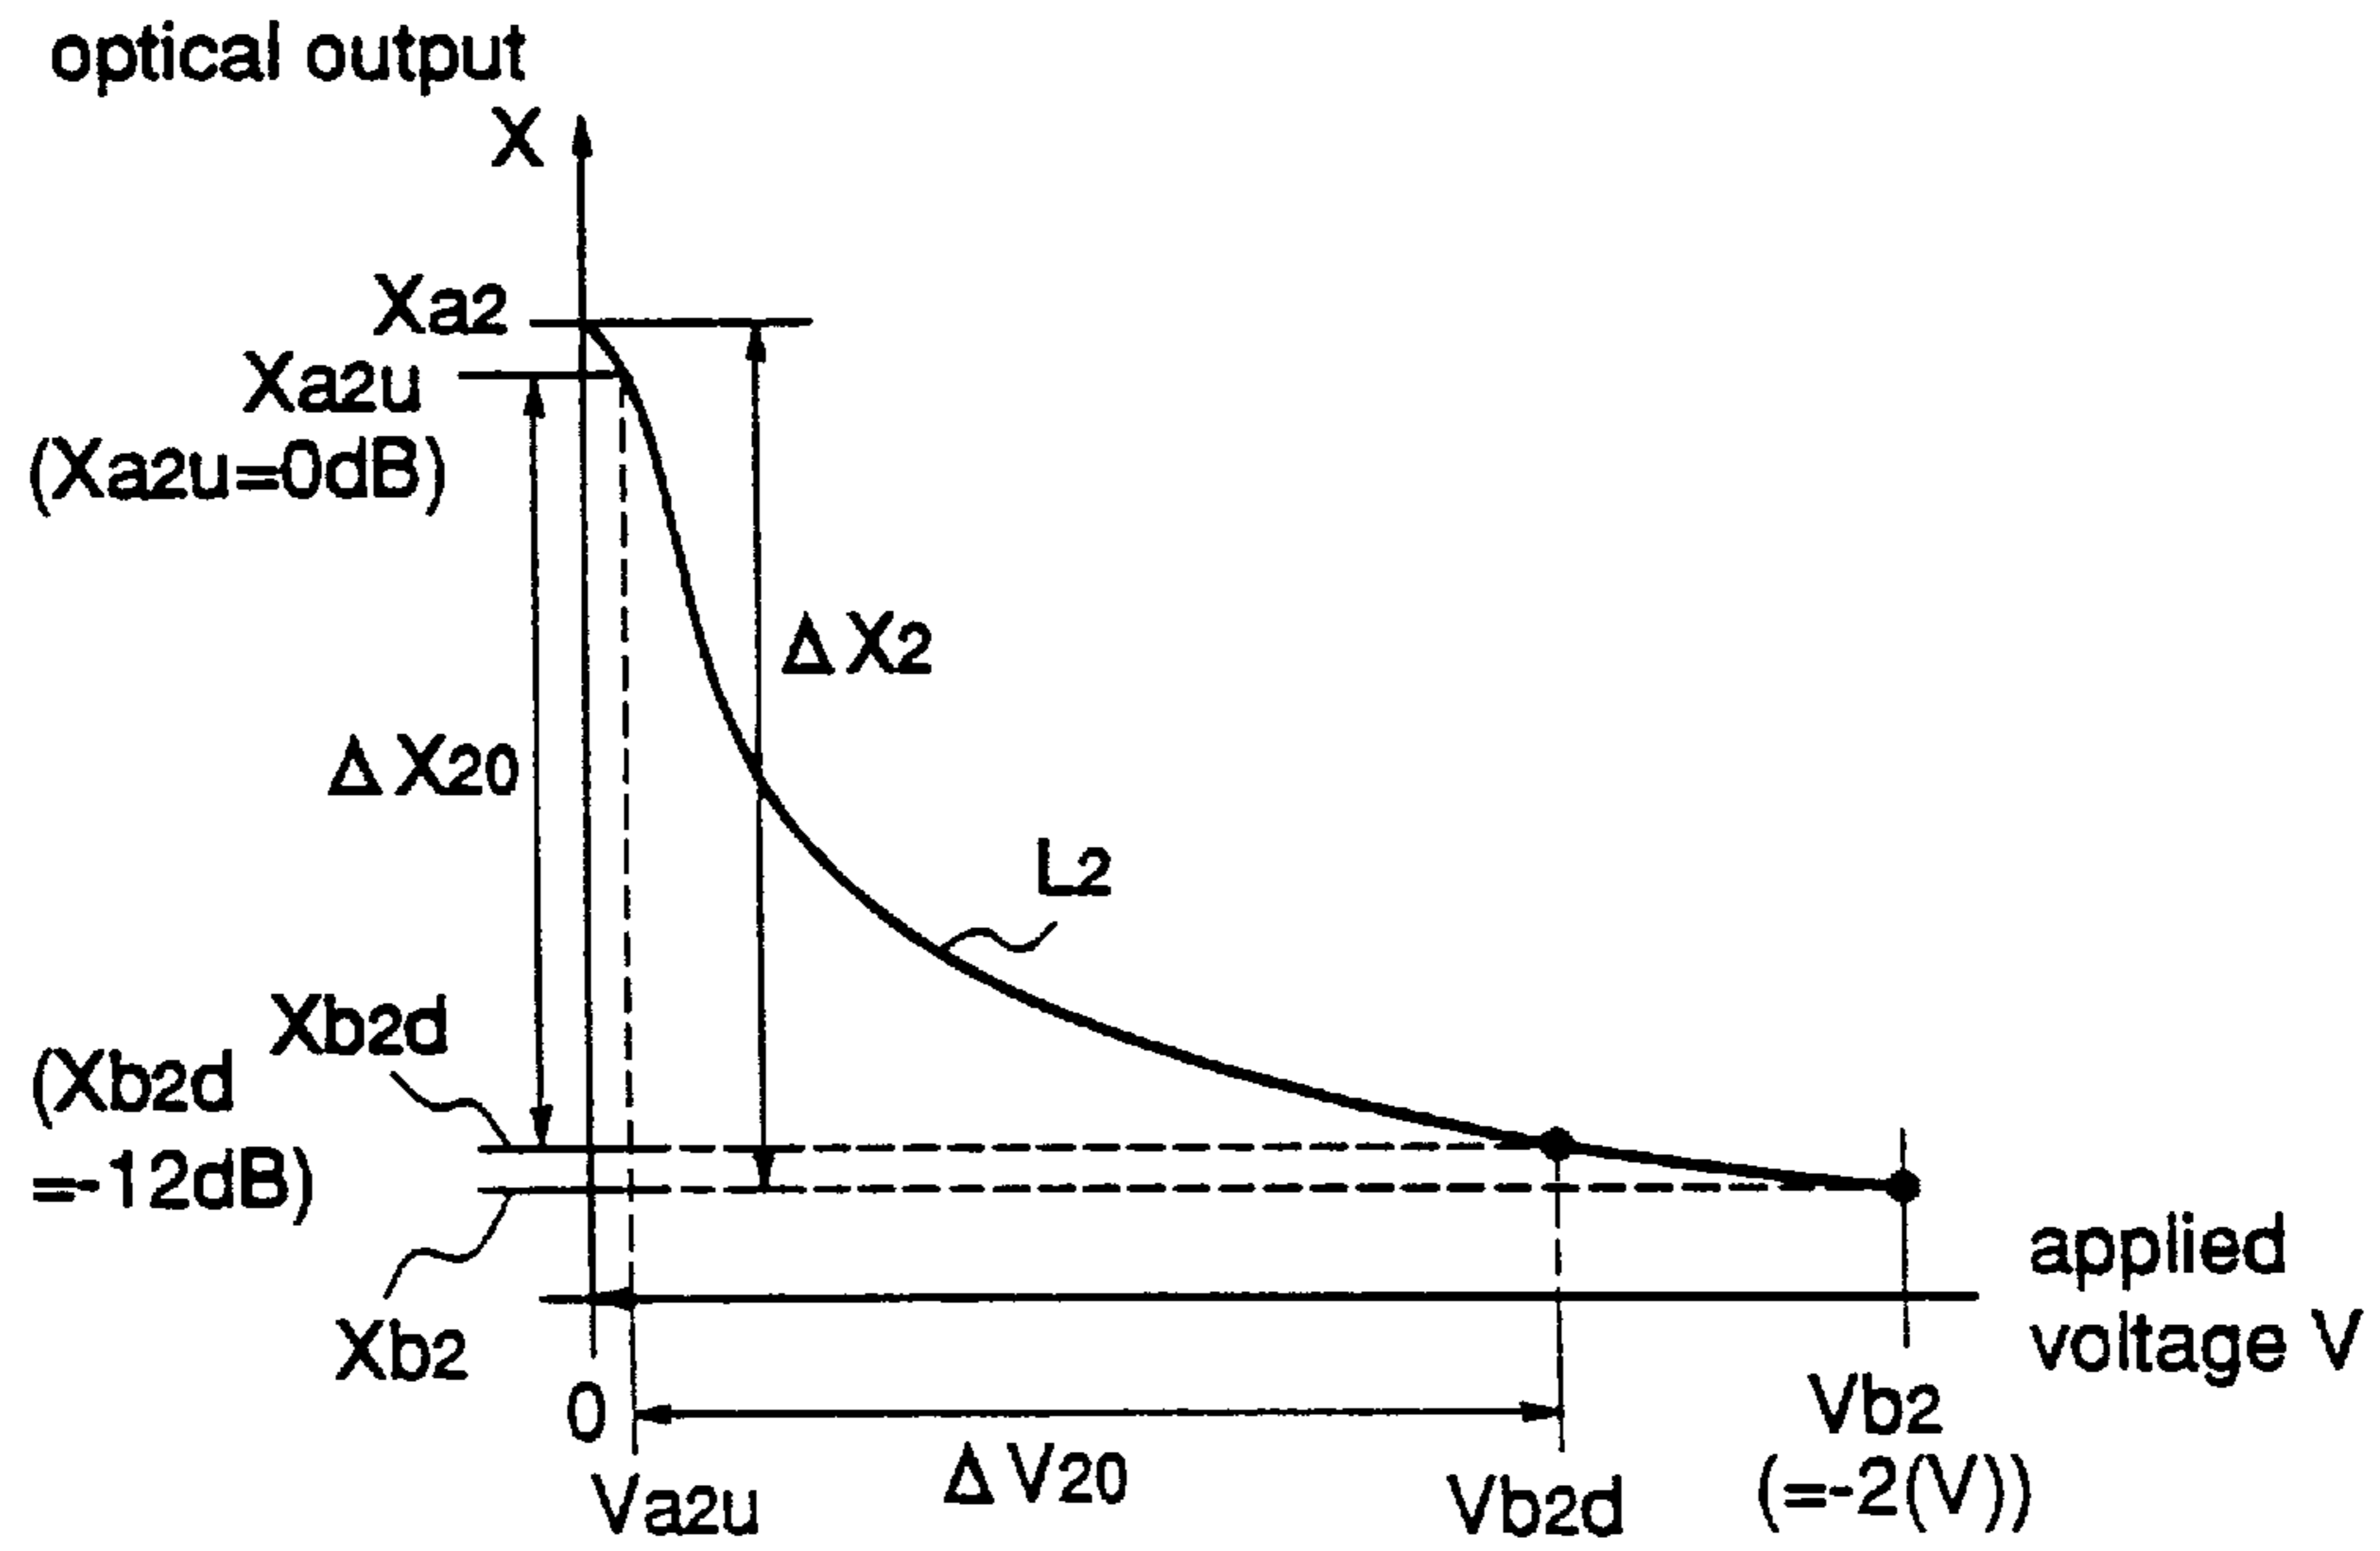 optical output
X
Xa2
Xa2u
(Xa2u=0dB)
ΔX2
ΔX20
L2
Xb2d
(Xb2d
=-12dB)
Xb2
applied
voltage V
0
Va2u
ΔV20
Vb2d
Vb2
(=-2(V))